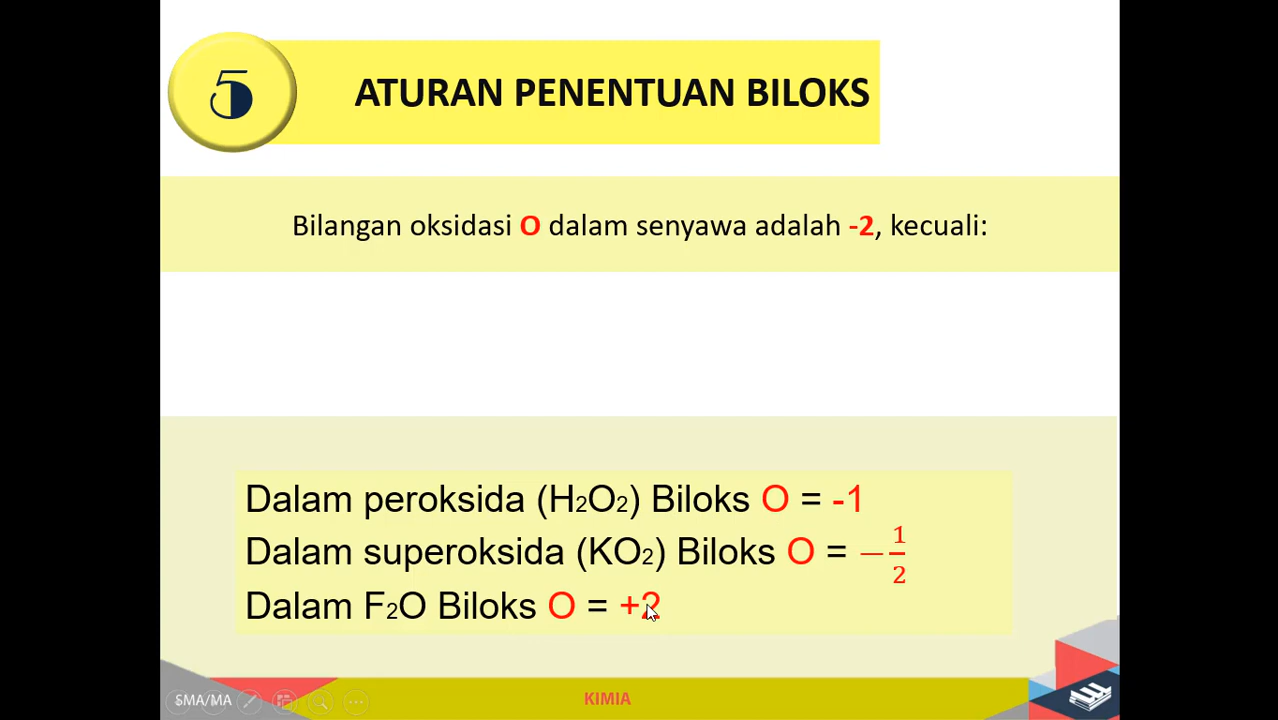 5
ATURAN PENENTUAN BILOKS
Bilangan oksidasi O dalam senyawa adalah -2, kecuali:
Dalam peroksida (H₂O₂) Biloks O = -1
Dalam superoksida (KO₂) Biloks O = −1/2
Dalam F₂O Biloks O = +2
SMA/MA
KIMIA